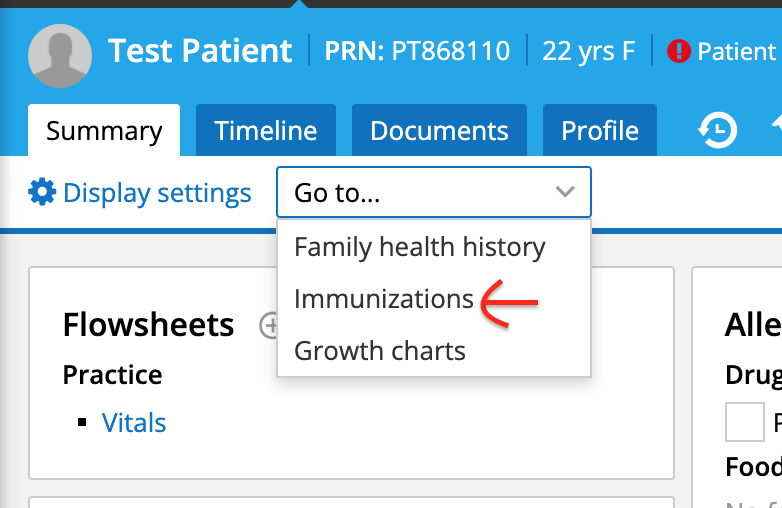 Test Patient PRN: PT868110 22 yrs F Patient
Summary Timeline Documents Profile
Display settings Go to...
Family health history
Immunizations
Growth charts
Flowsheets
Practice
Vitals
Alle
Drug
Food